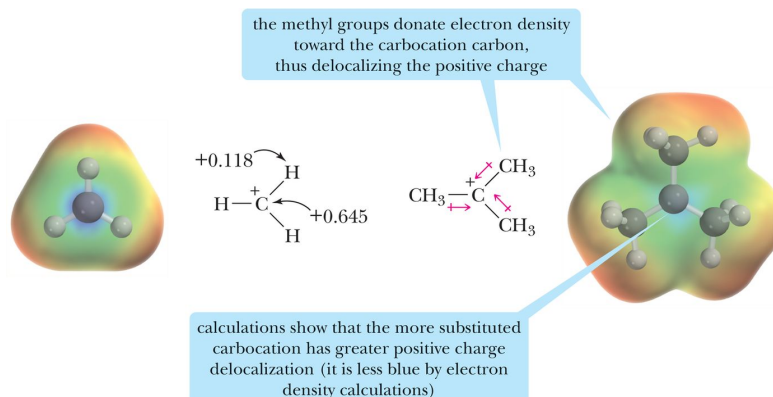 the methyl groups donate electron density
toward the carbocation carbon,
thus delocalizing the positive charge
+0.118
H
+
H
C
+0.645
H
CH₃
+
CH₃
C
CH₃
calculations show that the more substituted
carbocation has greater positive charge
delocalization (it is less blue by electron
density calculations)